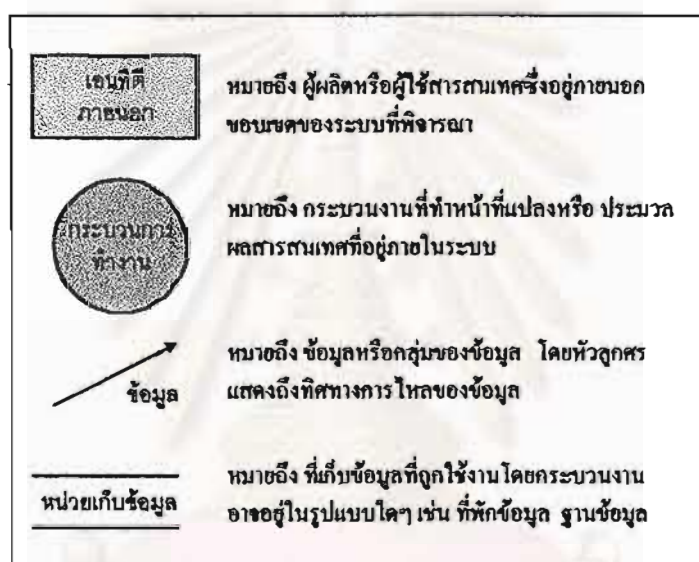 เอนทิตี
ภายนอก
หมายถึง ผู้ผลิตหรือผู้ใช้สารสนเทศซึ่งอยู่ภายนอก
ขอบเขตของระบบที่พิจารณา
กระบวนการ
ทำงาน
หมายถึง กระบวนงานที่ทำหน้าที่แปลงหรือ ประมวล
ผลสารสนเทศที่อยู่ภายในระบบ
ข้อมูล
หมายถึง ข้อมูลหรือกลุ่มของข้อมูล โดยหัวลูกศร
แสดงถึงทิศทางการไหลของข้อมูล
หน่วยเก็บข้อมูล
หมายถึง ที่เก็บข้อมูลที่ถูกใช้งานโดยกระบวนงาน
อาจอยู่ในรูปแบบใดๆ เช่น ที่พักข้อมูล ฐานข้อมูล